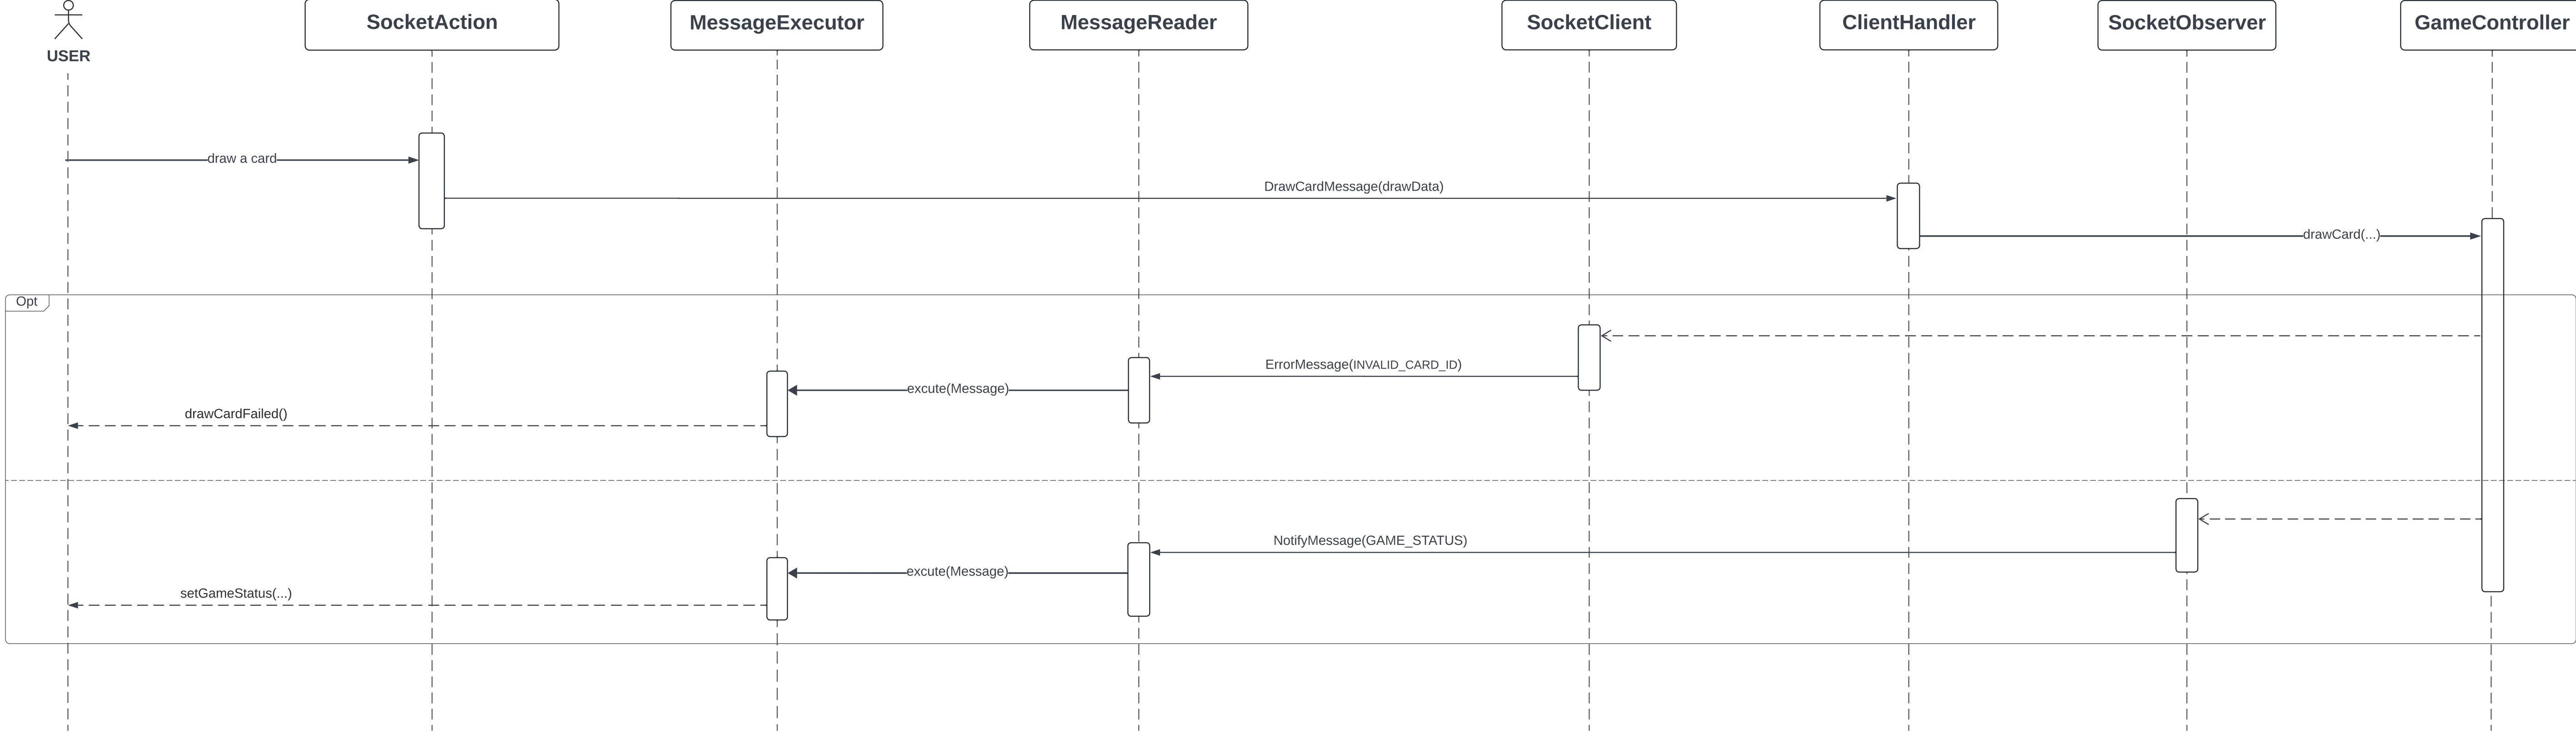 USER
SocketAction
MessageExecutor
MessageReader
SocketClient
ClientHandler
SocketObserver
GameController
draw a card
DrawCardMessage(drawData)
drawCard(...)
Opt
ErrorMessage(INVALID_CARD_ID)
excute(Message)
drawCardFailed()
NotifyMessage(GAME_STATUS)
excute(Message)
setGameStatus(...)